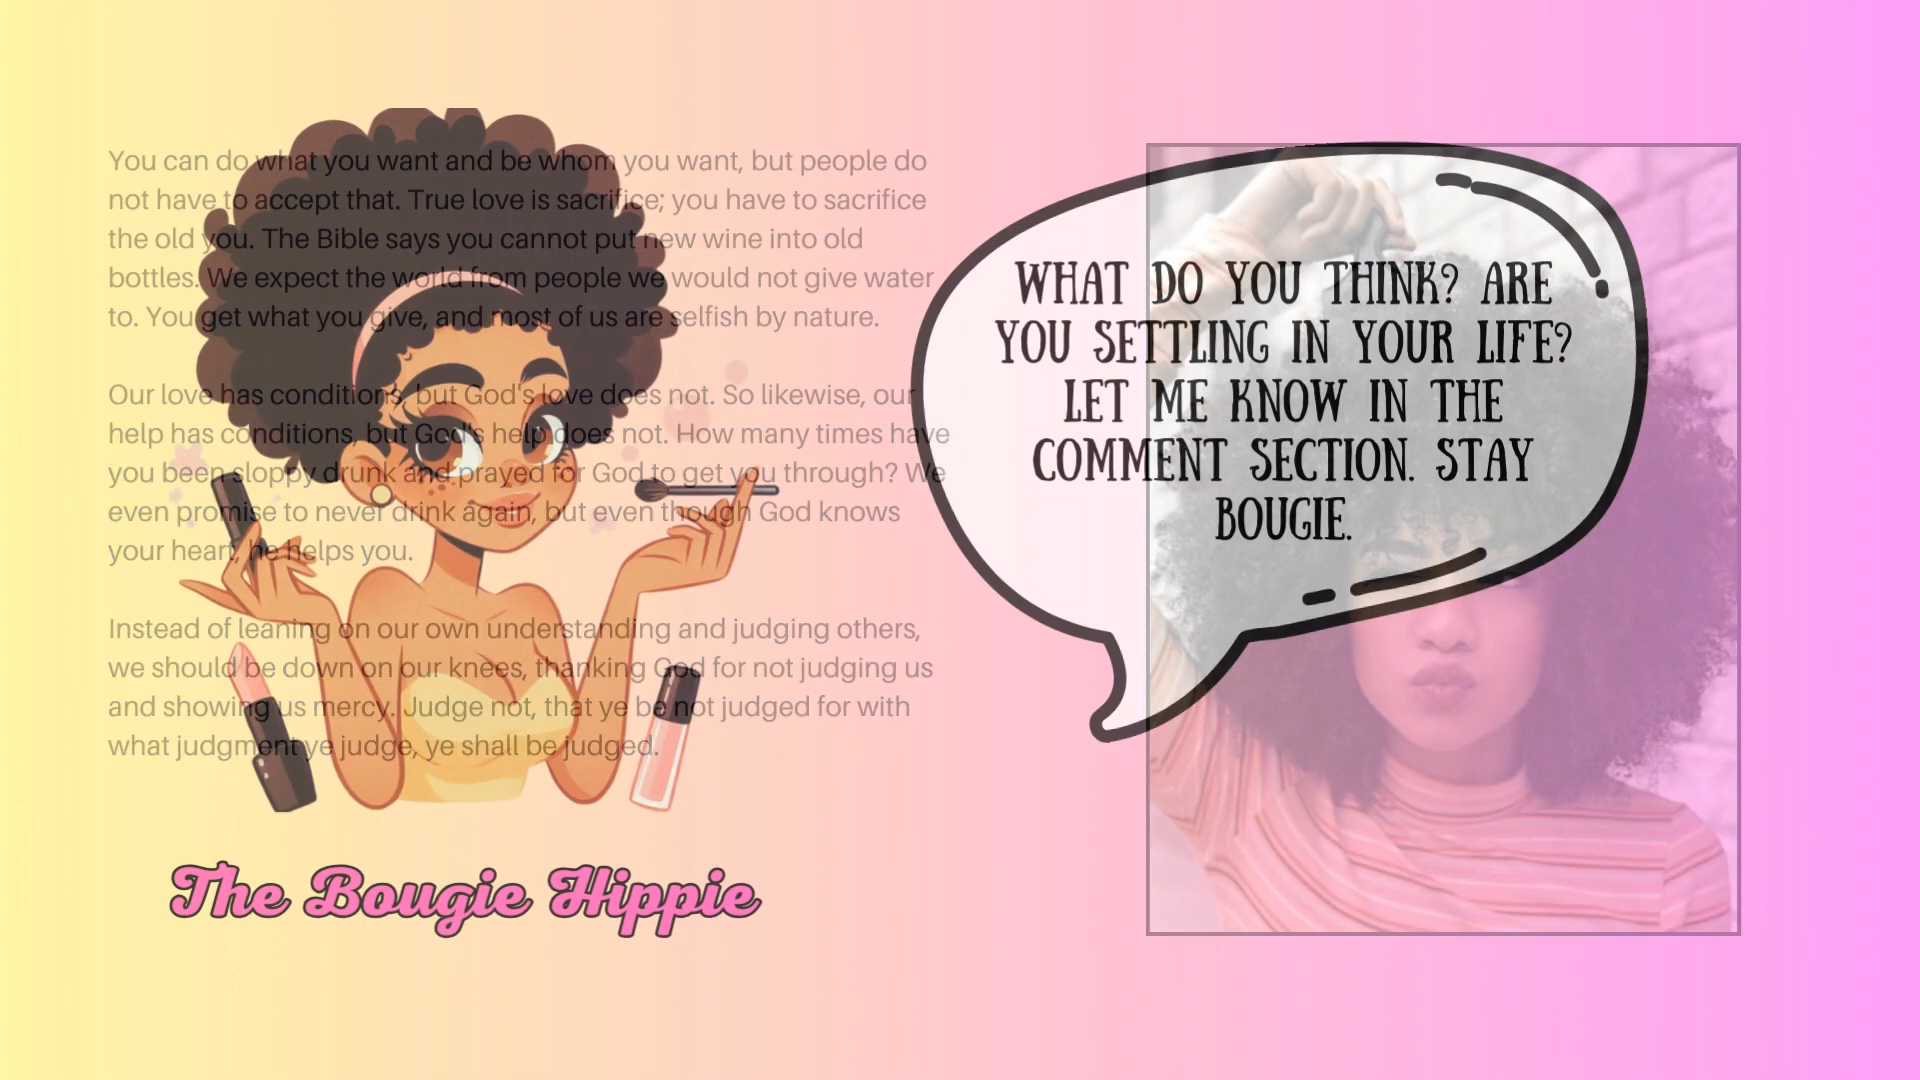 You can do what you want and be whom you want, but people do
not have to accept that. True love is sacrifice; you have to sacrifice
the old you. The Bible says you cannot put new wine into old
bottles. We expect the world from people we would not give water
to. You get what you give, and most of us are selfish by nature.
Our love has conditions, but God's love does not. So likewise, our
help has conditions, but God's help does not. How many times have
you been sloppy drunk and prayed for God to get you through? We
even promise to never drink again, but even though God knows
your heart, he helps you.
Instead of leaning on our own understanding and judging others,
we should be down on our knees, thanking God for not judging us
and showing us mercy. Judge not, that ye be not judged for with
what judgment ye judge, ye shall be judged.
The Bougie Hippie
WHAT DO YOU THINK? ARE
YOU SETTLING IN YOUR LIFE?
LET ME KNOW IN THE
COMMENT SECTION. STAY
BOUGIE.